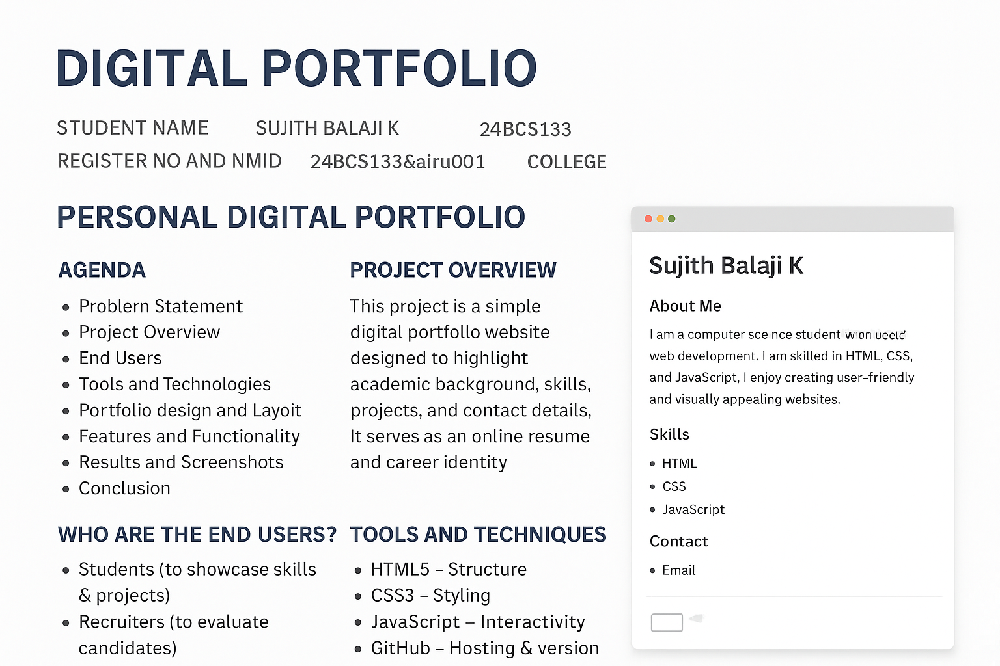 DIGITAL PORTFOLIO
STUDENT NAME SUJITH BALAJI K 24BCS133
REGISTER NO AND NMID 24BCS133&airu001 COLLEGE
PERSONAL DIGITAL PORTFOLIO
AGENDA
• Problern Statement
• Project Overview
• End Users
• Tools and Technologies
• Portfolio design and Layoit
• Features and Functionality
• Results and Screenshots
• Conclusion
PROJECT OVERVIEW
This project is a simple
digital portfollo website
designed to highlight
academic background, skills,
projects, and contact details,
It serves as an online resume
and career identity
WHO ARE THE END USERS?
• Students (to showcase skills
& projects)
• Recruiters (to evaluate
candidates)
TOOLS AND TECHNIQUES
• HTML5 – Structure
• CSS3 – Styling
• JavaScript – Interactivity
• GitHub – Hosting & version
Sujith Balaji K
About Me
I am a computer sce nce student
web development. I am skilled in HTML, CSS,
and JavaScript, I enjoy creating user-friendly
and visually appealing websites.
Skills
• HTML
• CSS
• JavaScript
Contact
• Email